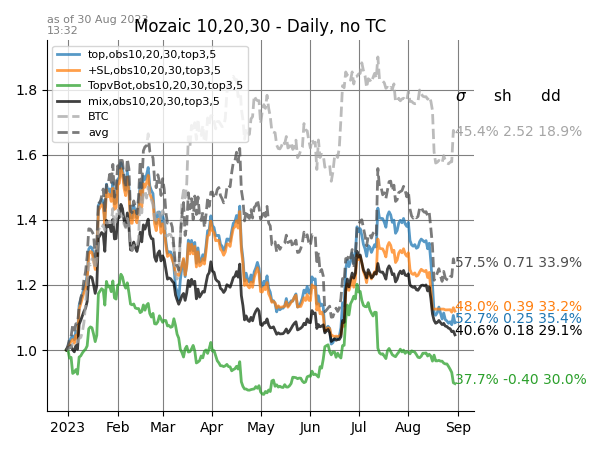 as of 30 Aug 2023
13:32
Mozaic 10,20,30 - Daily, no TC
top,obs10,20,30,top3,5
+SL,obs10,20,30,top3,5
TopvBot,obs10,20,30,top3,5
mix,obs10,20,30,top3,5
BTC
avg
σ sh dd
45.4% 2.52 18.9%
57.5% 0.71 33.9%
48.0% 0.39 33.2%
52.7% 0.25 35.4%
40.6% 0.18 29.1%
37.7% -0.40 30.0%
1.8
1.6
1.4
1.2
1.0
2023 Feb Mar Apr May Jun Jul Aug Sep